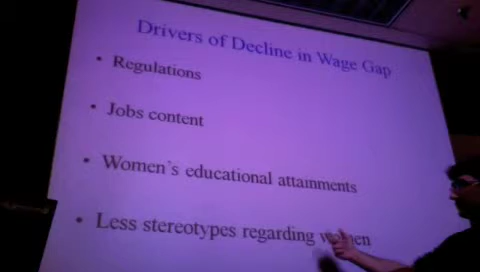 Drivers of Decline in Wage Gap
• Regulations
• Jobs content
• Women's educational attainments
• Less stereotypes regarding women